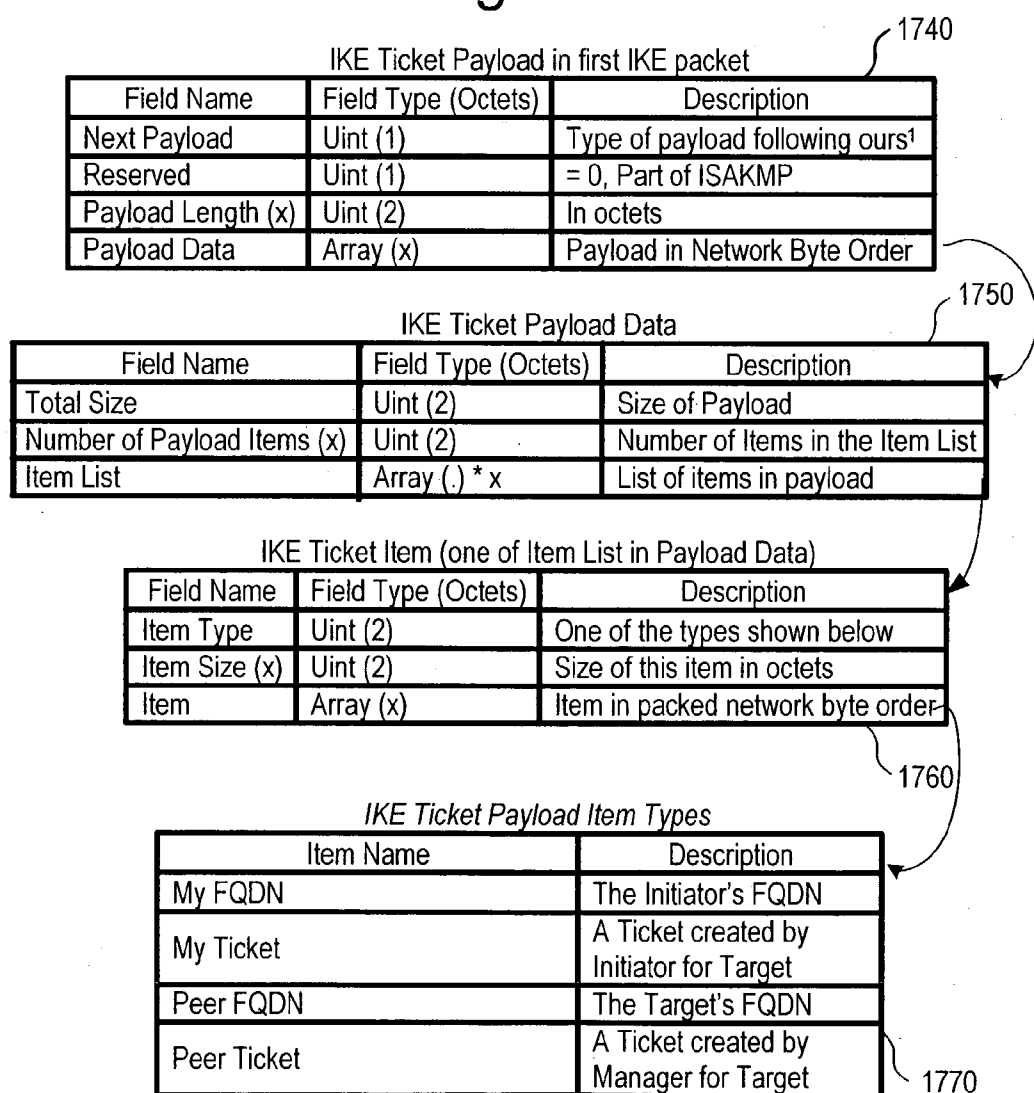 1740
IKE Ticket Payload in first IKE packet
Field Name Field Type (Octets) Description
Next Payload Uint (1) Type of payload following ours¹
Reserved Uint (1) = 0, Part of ISAKMP
Payload Length (x) Uint (2) In octets
Payload Data Array (x) Payload in Network Byte Order
1750
IKE Ticket Payload Data
Field Name Field Type (Octets) Description
Total Size Uint (2) Size of Payload
Number of Payload Items (x) Uint (2) Number of Items in the Item List
Item List Array (.) * x List of items in payload
IKE Ticket Item (one of Item List in Payload Data)
Field Name Field Type (Octets) Description
Item Type Uint (2) One of the types shown below
Item Size (x) Uint (2) Size of this item in octets
Item Array (x) Item in packed network byte order
1760
IKE Ticket Payload Item Types
Item Name Description
My FQDN The Initiator's FQDN
My Ticket A Ticket created by
Initiator for Target
Peer FQDN The Target's FQDN
Peer Ticket A Ticket created by
Manager for Target
1770